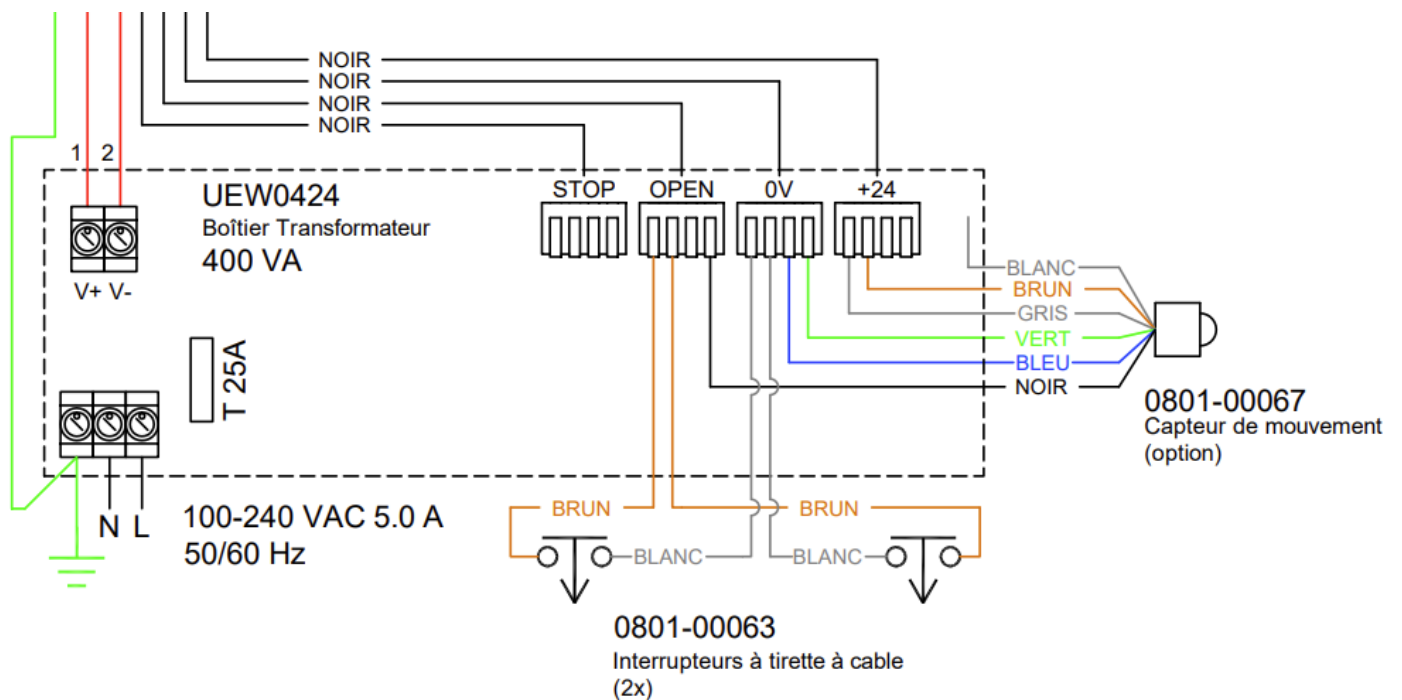 NOIR
NOIR
NOIR
NOIR
1 2
UEW0424
Boîtier Transformateur
400 VA
STOP OPEN 0V +24
V+ V-
T 25A
BLANC
BRUN
GRIS
VERT
BLEU
NOIR
0801-00067
Capteur de mouvement
(option)
N L
100-240 VAC 5.0 A
50/60 Hz
BRUN BRUN
BLANC BLANC
0801-00063
Interrupteurs à tirette à cable
(2x)